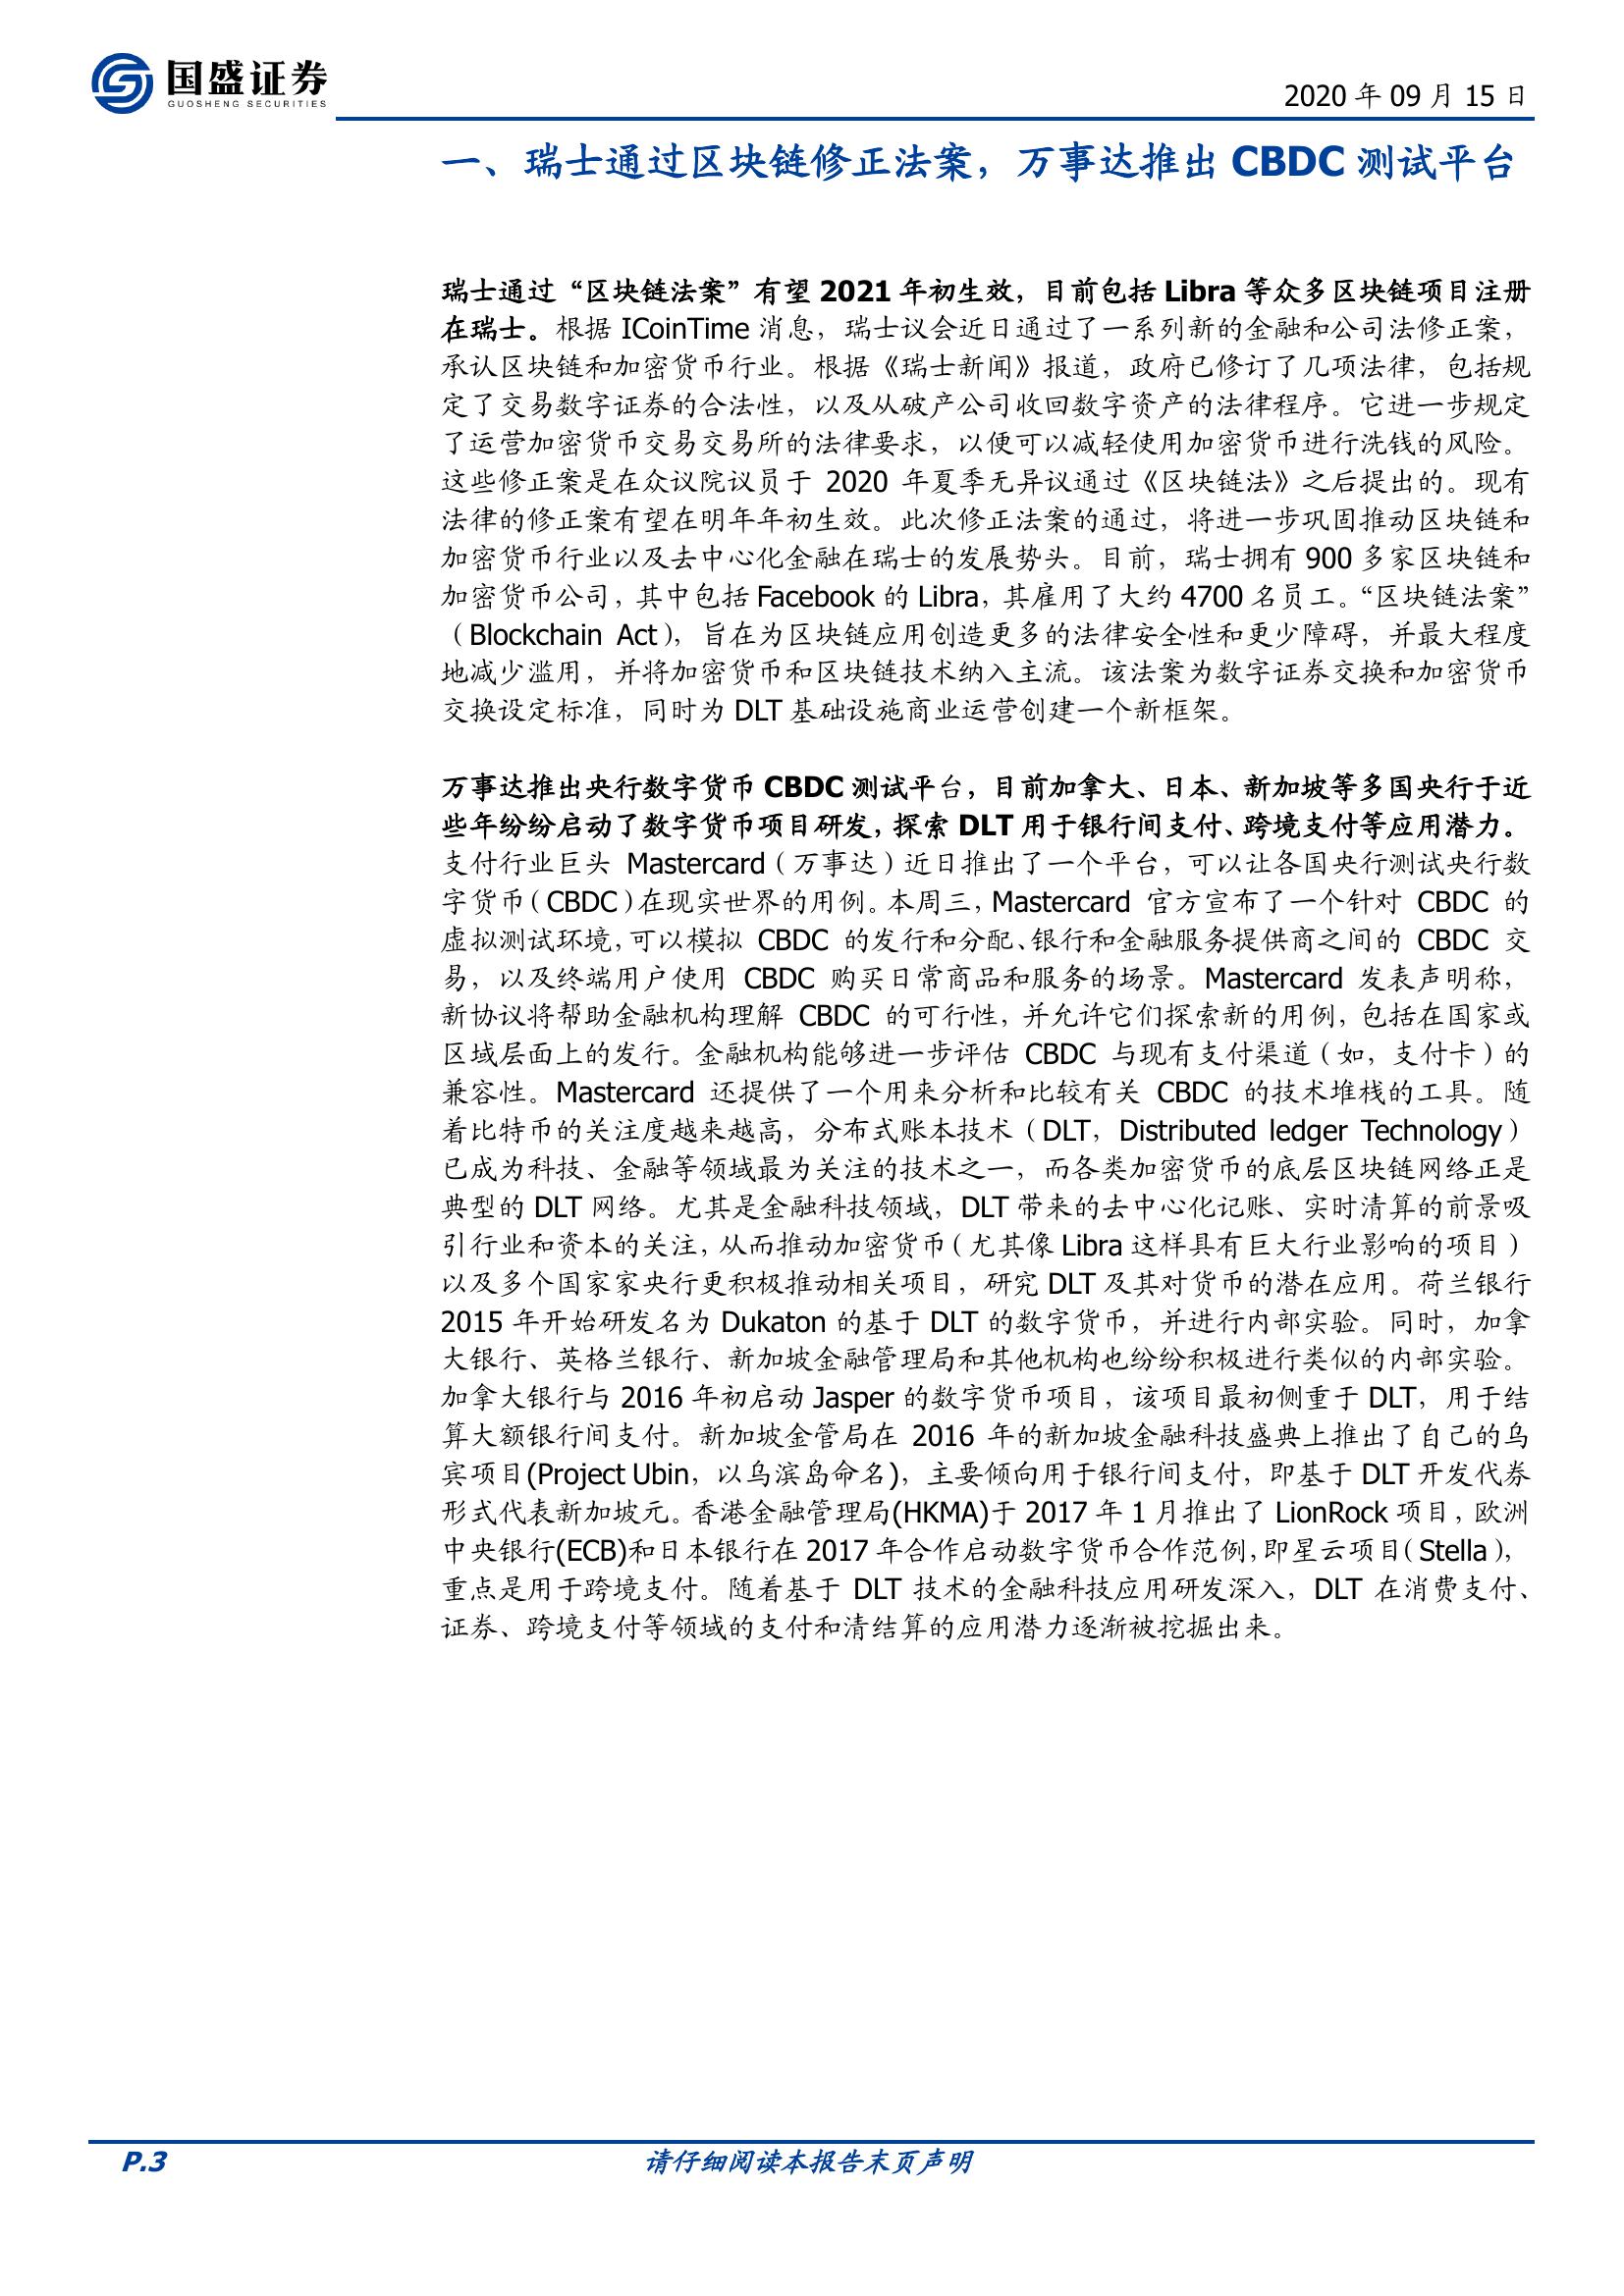 国盛证券
GUOSHENG SECURITIES
2020 年 09 月 15 日
一、瑞士通过区块链修正法案，万事达推出 CBDC 测试平台
瑞士通过“区块链法案”有望 2021 年初生效，目前包括 Libra 等众多区块链项目注册
在瑞士。根据 ICoinTime 消息，瑞士议会近日通过了一系列新的金融和公司法修正案，
承认区块链和加密货币行业。根据《瑞士新闻》报道，政府已修订了几项法律，包括规
定了交易数字证券的合法性，以及从破产公司收回数字资产的法律程序。它进一步规定
了运营加密货币交易交易所的法律要求，以便可以减轻使用加密货币进行洗钱的风险。
这些修正案是在众议院议员于 2020 年夏季无异议通过《区块链法》之后提出的。现有
法律的修正案有望在明年年初生效。此次修正法案的通过，将进一步巩固推动区块链和
加密货币行业以及去中心化金融在瑞士的发展势头。目前，瑞士拥有 900 多家区块链和
加密货币公司，其中包括 Facebook 的 Libra，其雇用了大约 4700 名员工。“区块链法案”
（Blockchain Act），旨在为区块链应用创造更多的法律安全性和更少障碍，并最大程度
地减少滥用，并将加密货币和区块链技术纳入主流。该法案为数字证券交换和加密货币
交换设定标准，同时为 DLT 基础设施商业运营创建一个新框架。
万事达推出央行数字货币 CBDC 测试平台，目前加拿大、日本、新加坡等多国央行于近
些年纷纷启动了数字货币项目研发，探索 DLT 用于银行间支付、跨境支付等应用潜力。
支付行业巨头 Mastercard（万事达）近日推出了一个平台，可以让各国央行测试央行数
字货币（CBDC）在现实世界的用例。本周三，Mastercard 官方宣布了一个针对 CBDC 的
虚拟测试环境，可以模拟 CBDC 的发行和分配、银行和金融服务提供商之间的 CBDC 交
易，以及终端用户使用 CBDC 购买日常商品和服务的场景。Mastercard 发表声明称，
新协议将帮助金融机构理解 CBDC 的可行性，并允许它们探索新的用例，包括在国家或
区域层面上的发行。金融机构能够进一步评估 CBDC 与现有支付渠道（如，支付卡）的
兼容性。Mastercard 还提供了一个用来分析和比较有关 CBDC 的技术堆栈的工具。随
着比特币的关注度越来越高，分布式账本技术（DLT，Distributed ledger Technology）
已成为科技、金融等领域最为关注的技术之一，而各类加密货币的底层区块链网络正是
典型的 DLT 网络。尤其是金融科技领域，DLT 带来的去中心化记账、实时清算的前景吸
引行业和资本的关注，从而推动加密货币（尤其像 Libra 这样具有巨大行业影响的项目）
以及多个国家家央行更积极推动相关项目，研究 DLT 及其对货币的潜在应用。荷兰银行
2015 年开始研发名为 Dukaton 的基于 DLT 的数字货币，并进行内部实验。同时，加拿
大银行、英格兰银行、新加坡金融管理局和其他机构也纷纷积极进行类似的内部实验。
加拿大银行与 2016 年初启动 Jasper 的数字货币项目，该项目最初侧重于 DLT，用于结
算大额银行间支付。新加坡金管局在 2016 年的新加坡金融科技盛典上推出了自己的乌
宾项目(Project Ubin，以乌滨岛命名)，主要倾向用于银行间支付，即基于 DLT 开发代券
形式代表新加坡元。香港金融管理局(HKMA)于 2017 年 1 月推出了 LionRock 项目，欧洲
中央银行(ECB)和日本银行在 2017 年合作启动数字货币合作范例，即星云项目（Stella），
重点是用于跨境支付。随着基于 DLT 技术的金融科技应用研发深入，DLT 在消费支付、
证券、跨境支付等领域的支付和清结算的应用潜力逐渐被挖掘出来。
P.3
请仔细阅读本报告末页声明